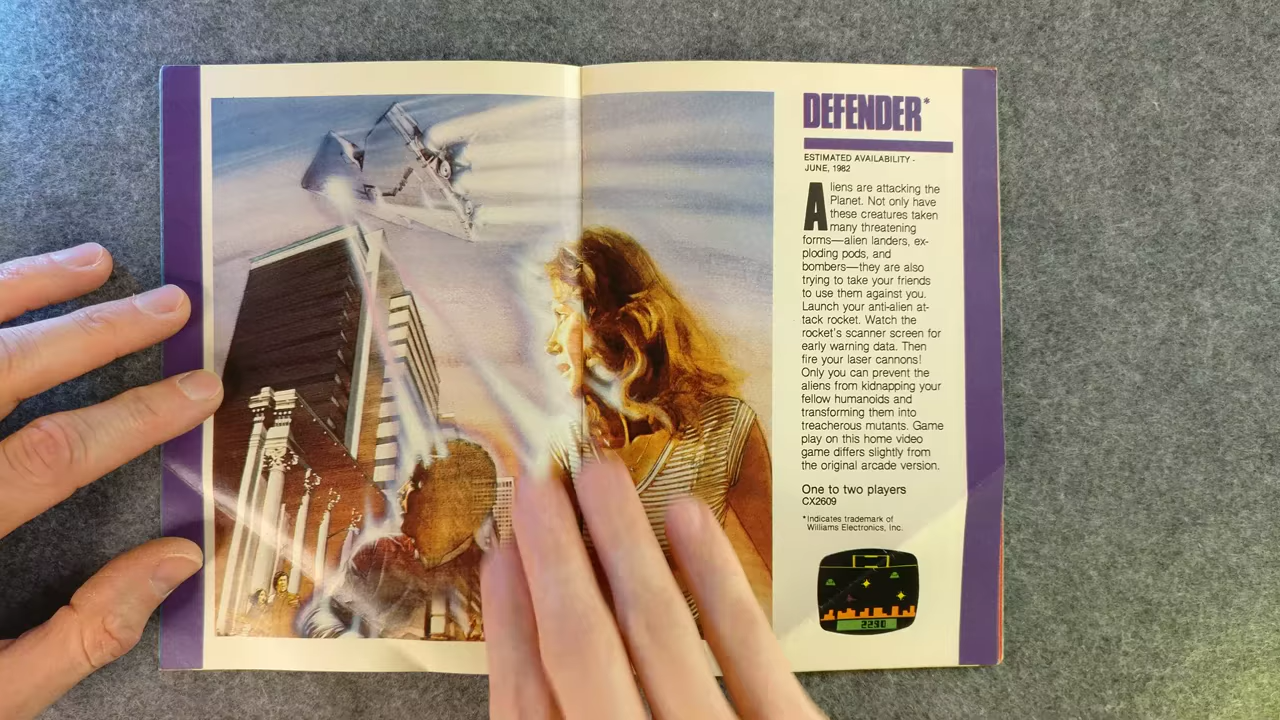 DEFENDER*
ESTIMATED AVAILABILITY -
JUNE, 1982
Aliens are attacking the
Planet. Not only have
these creatures taken
many threatening
forms—alien landers, ex-
ploding pods, and
bombers—they are also
trying to take your friends
to use them against you.
Launch your anti-alien at-
tack rocket. Watch the
rocket's scanner screen for
early warning data. Then
fire your laser cannons!
Only you can prevent the
aliens from kidnapping your
fellow humanoids and
transforming them into
treacherous mutants. Game
play on this home video
game differs slightly from
the original arcade version.
One to two players
CX2609
*Indicates trademark of
Williams Electronics, Inc.
2290